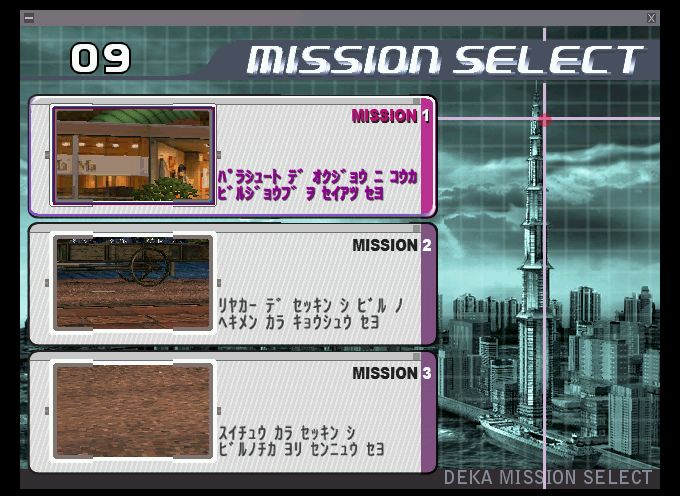 09
MISSION SELECT
MISSION 1
ﾊﾟﾗｼｭｰﾄ ﾃﾞ ｵｸｼﾞｮｳ ﾆ ｺｳｶ
ﾋﾞﾙｼﾞｮｳﾌﾞ ｦ ｾｲｱﾂ ｾﾖ
MISSION 2
ﾘﾔｶｰ ﾃﾞ ｾｯｷﾝ ｼ ﾋﾞﾙ ﾉ
ﾍｷﾒﾝ ｶﾗ ｷｮｳｼｭｳ ｾﾖ
MISSION 3
ｽｲﾁｭｳ ｶﾗ ｾｯｷﾝ ｼ
ﾋﾞﾙﾉﾁｶ ﾖﾘ ｾﾝﾆｭｳ ｾﾖ
DEKA MISSION SELECT